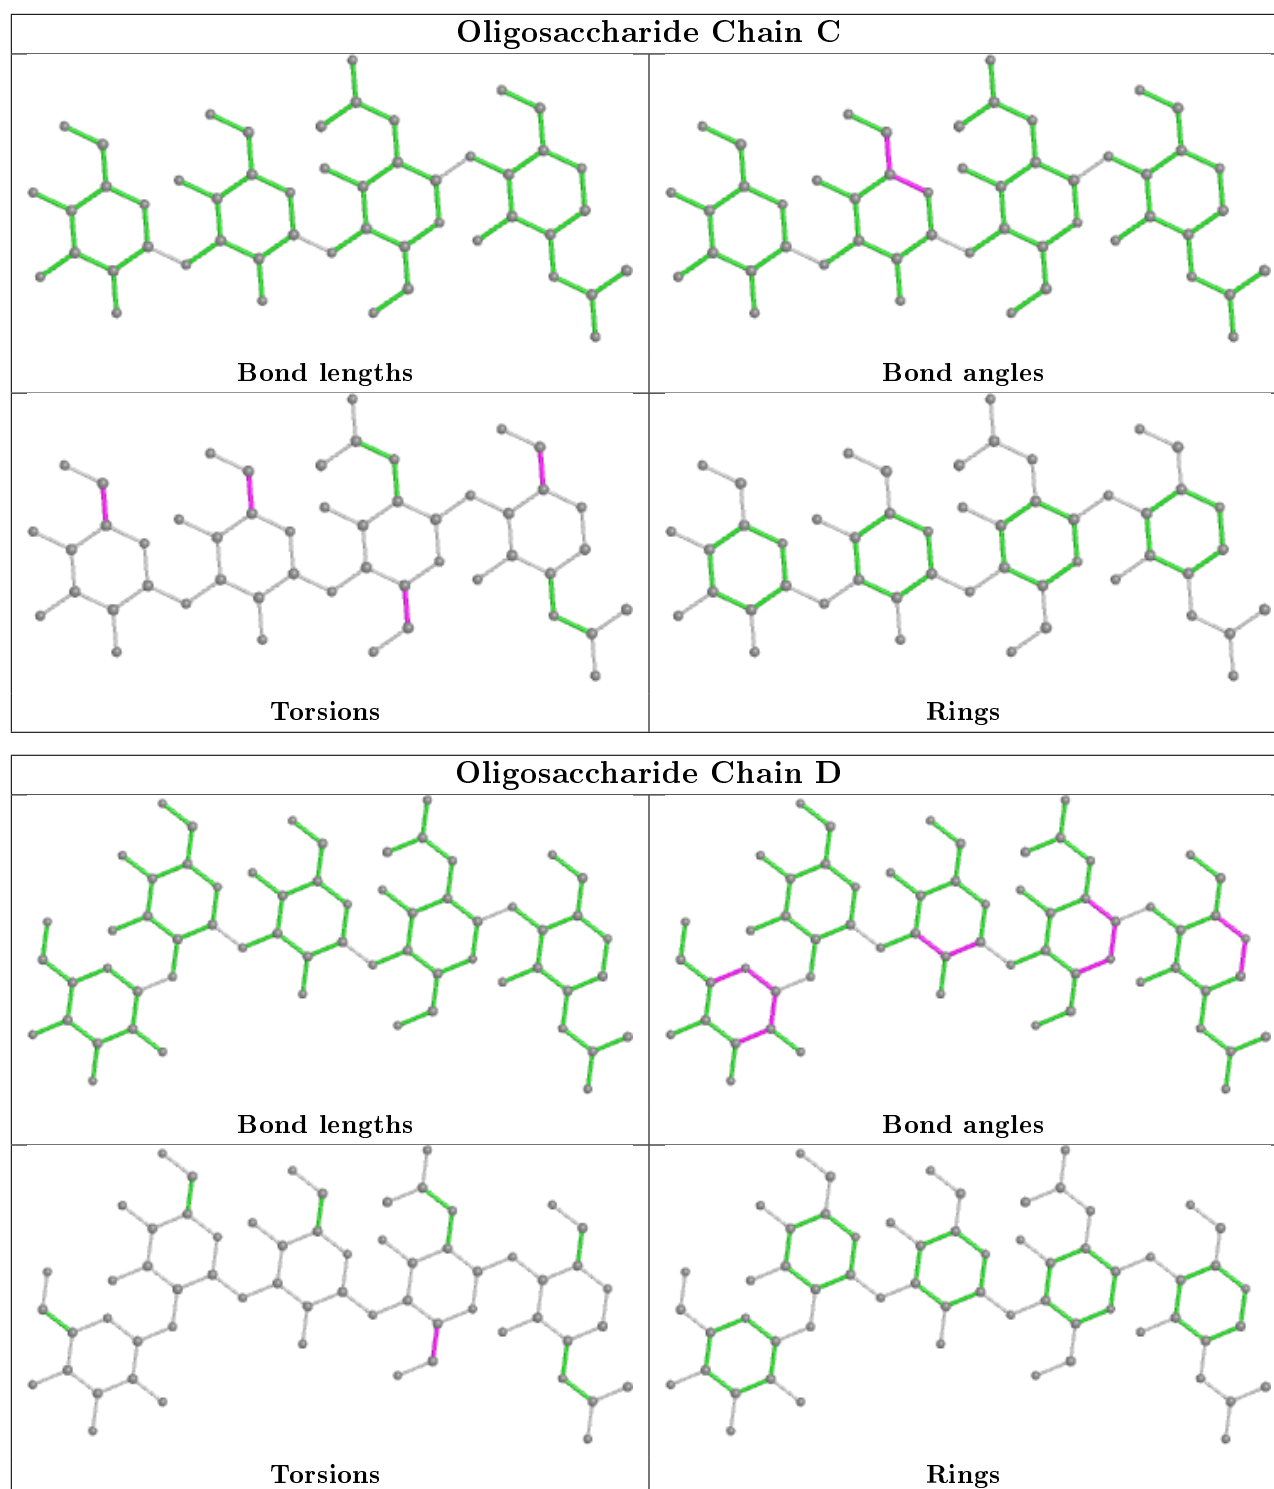 Oligosaccharide Chain C
Bond lengths
Bond angles
Torsions
Rings
Oligosaccharide Chain D
Bond lengths
Bond angles
Torsions
Rings